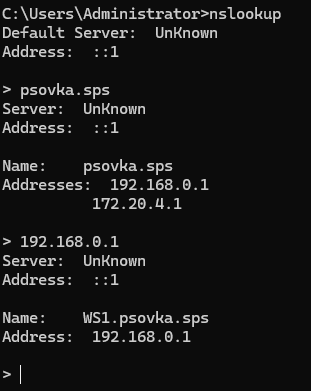 C:\Users\Administrator>nslookup
Default Server:  UnKnown
Address:  ::1

> psovka.sps
Server:  UnKnown
Address:  ::1

Name:    psovka.sps
Addresses:  192.168.0.1
          172.20.4.1

> 192.168.0.1
Server:  UnKnown
Address:  ::1

Name:    WS1.psovka.sps
Address:  192.168.0.1

>